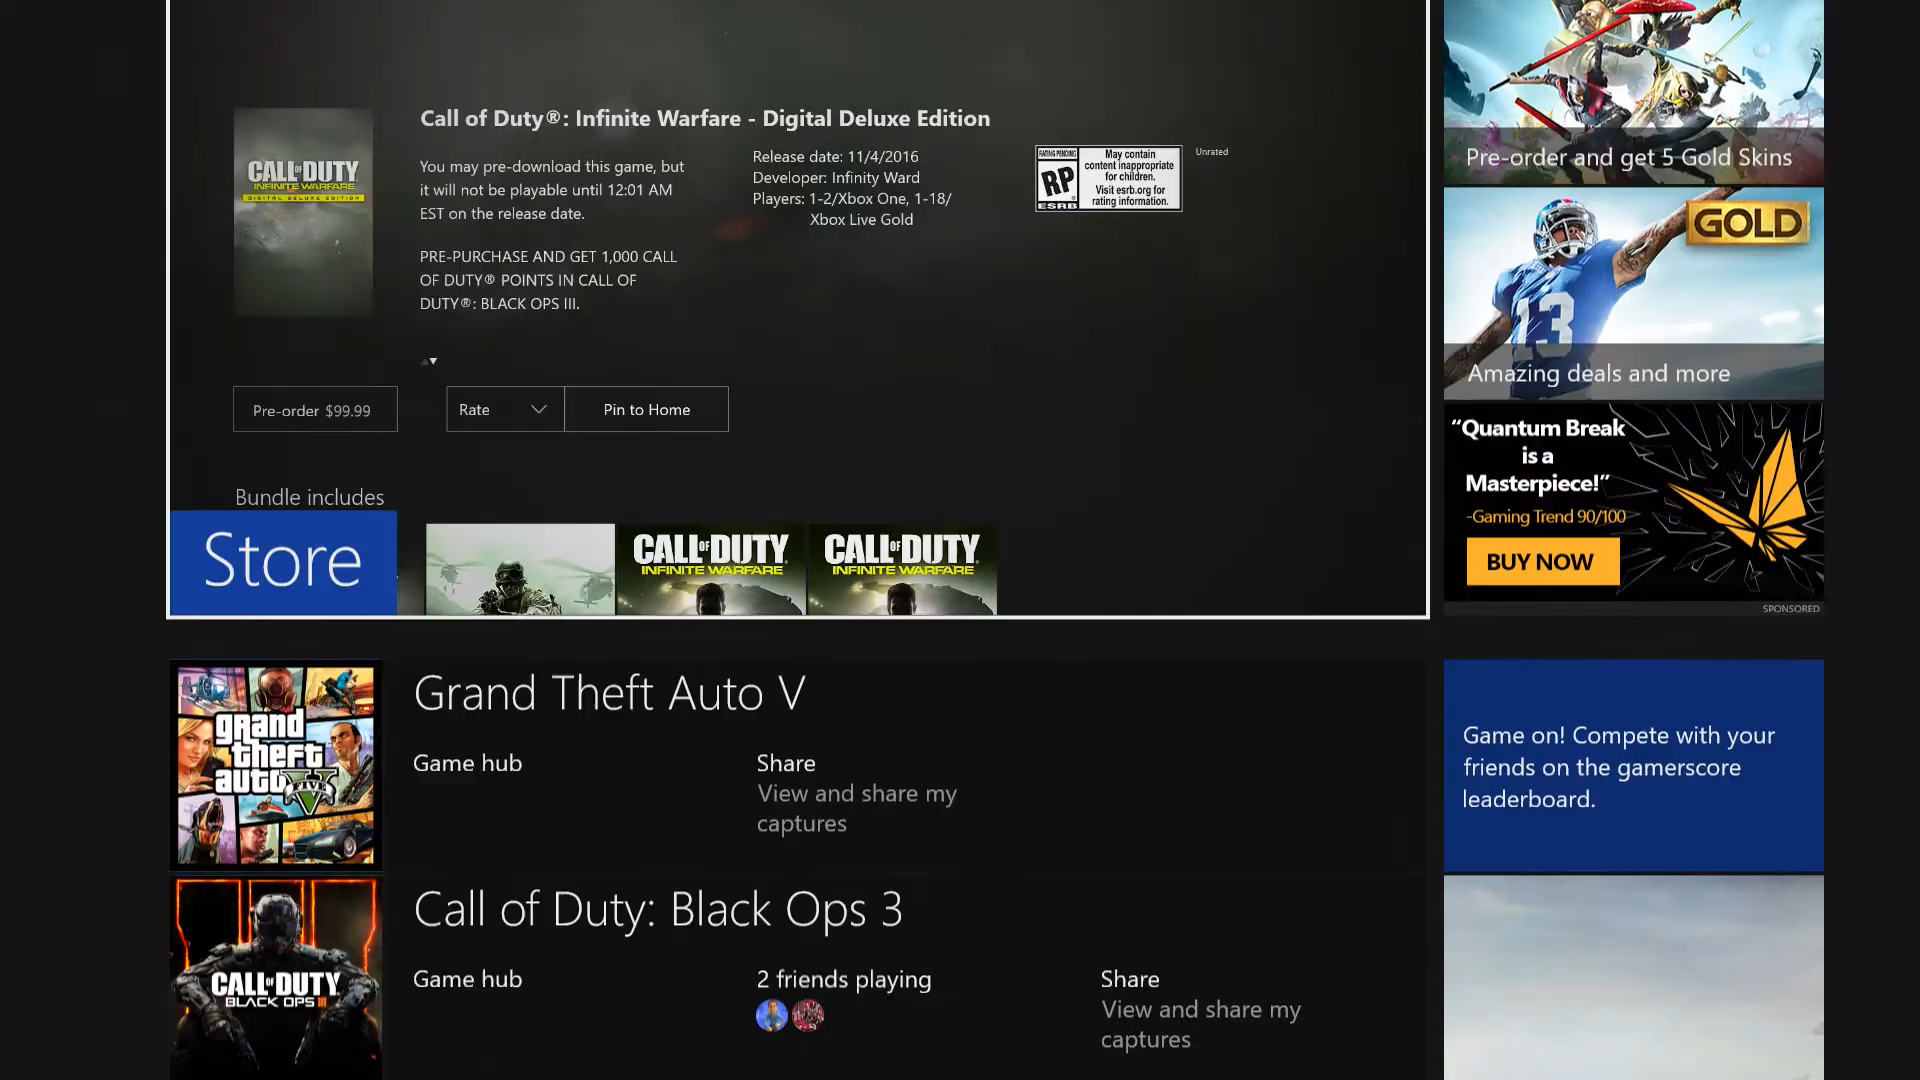 Call of Duty®: Infinite Warfare - Digital Deluxe Edition
CALL OF DUTY
INFINITE WARFARE
DIGITAL DELUXE EDITION
You may pre-download this game, but
it will not be playable until 12:01 AM
EST on the release date.
PRE-PURCHASE AND GET 1,000 CALL
OF DUTY® POINTS IN CALL OF
DUTY®: BLACK OPS III.
Release date: 11/4/2016
Developer: Infinity Ward
Players: 1-2/Xbox One, 1-18/
Xbox Live Gold
RATING PENDING
RP
ESRB
May contain
content inappropriate
for children.
Visit esrb.org for
rating information.
Unrated
Pre-order $99.99
Rate
Pin to Home
Bundle includes
Store
CALL OF DUTY
INFINITE WARFARE
CALL OF DUTY
INFINITE WARFARE
Pre-order and get 5 Gold Skins
GOLD
13
Amazing deals and more
“Quantum Break
is a
Masterpiece!”
-Gaming Trend 90/100
BUY NOW
SPONSORED
grand
theft
auto
FIVE
Grand Theft Auto V
Game hub
Share
View and share my
captures
Game on! Compete with your
friends on the gamerscore
leaderboard.
CALL OF DUTY
BLACK OPS III
Call of Duty: Black Ops 3
Game hub
2 friends playing
Share
View and share my
captures